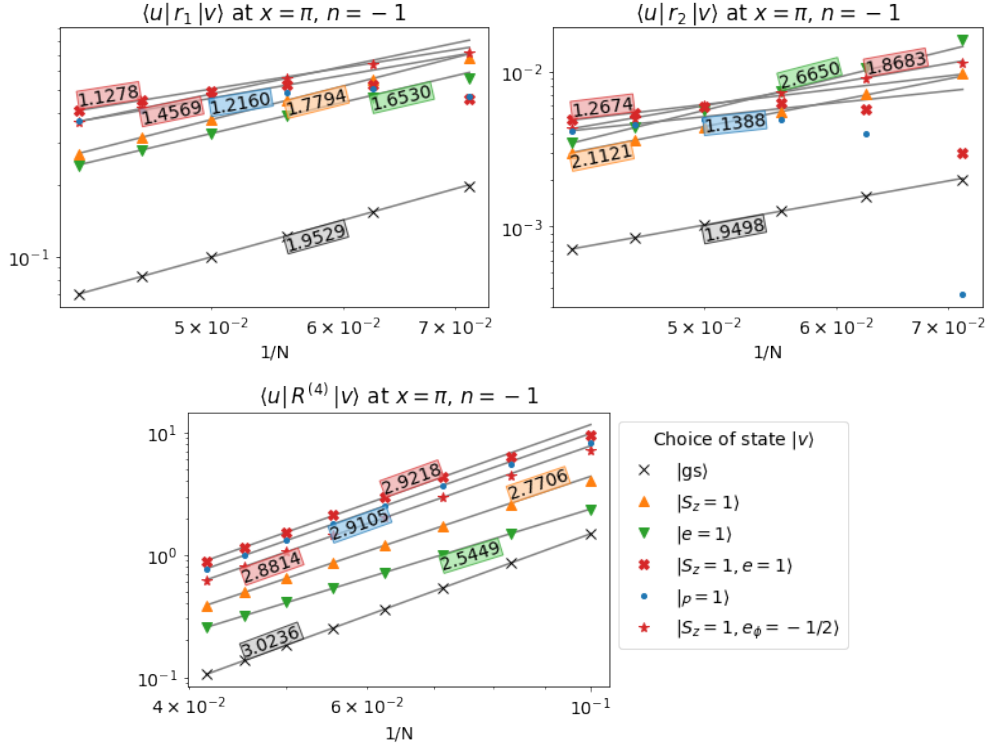 ⟨u| r₁ |v⟩ at x = π, n = − 1
10⁻¹
1.1278
1.4569
1.2160
1.7794
1.6530
1.9529
5 × 10⁻² 6 × 10⁻² 7 × 10⁻²
1/N
⟨u| r₂ |v⟩ at x = π, n = − 1
10⁻²
10⁻³
1.2674
2.1121
2.6650
1.8683
1.1388
1.9498
5 × 10⁻² 6 × 10⁻² 7 × 10⁻²
1/N
⟨u| R⁽⁴⁾ |v⟩ at x = π, n = − 1
10¹
10⁰
10⁻¹
2.9218
2.7706
2.9105
2.8814
2.5449
3.0236
4 × 10⁻² 6 × 10⁻² 10⁻¹
1/N
Choice of state |v⟩
|gs⟩
|S_z = 1⟩
|e = 1⟩
|S_z = 1, e = 1⟩
|ₚ = 1⟩
|S_z = 1, e_ϕ = − 1/2⟩